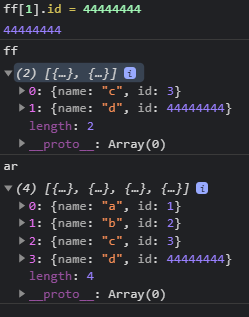 ff[1].id = 44444444
44444444
ff
▼(2) [{…}, {…}] i
▶0: {name: "c", id: 3}
▶1: {name: "d", id: 44444444}
length: 2
▶__proto__: Array(0)
ar
▼(4) [{…}, {…}, {…}, {…}] i
▶0: {name: "a", id: 1}
▶1: {name: "b", id: 2}
▶2: {name: "c", id: 3}
▶3: {name: "d", id: 44444444}
length: 4
▶__proto__: Array(0)